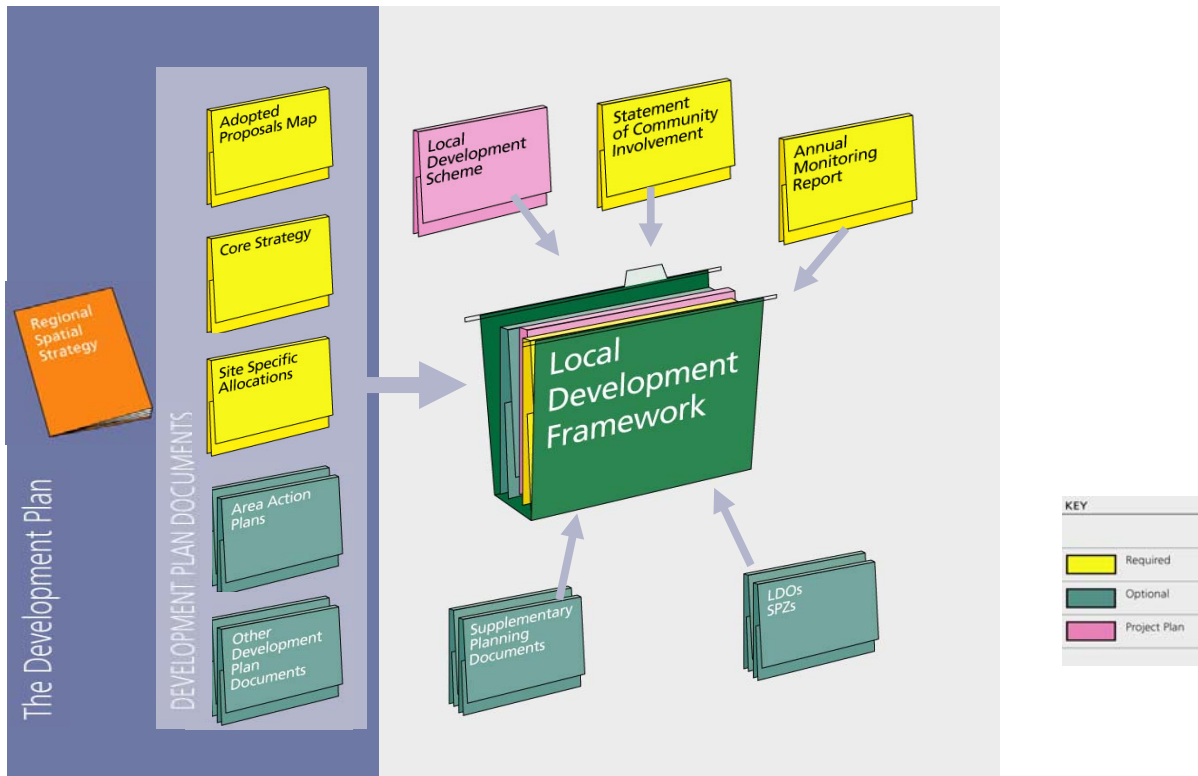 The Development Plan
Regional
Spatial
Strategy
DEVELOPMENT PLAN DOCUMENTS
Adopted
Proposals Map
Core Strategy
Site Specific
Allocations
Area Action
Plans
Other
Development
Plan
Documents
Local
Development
Scheme
Statement
of Community
Involvement
Annual
Monitoring
Report
Local
Development
Framework
Supplementary
Planning
Documents
LDOs
SPZs
KEY
Required
Optional
Project Plan